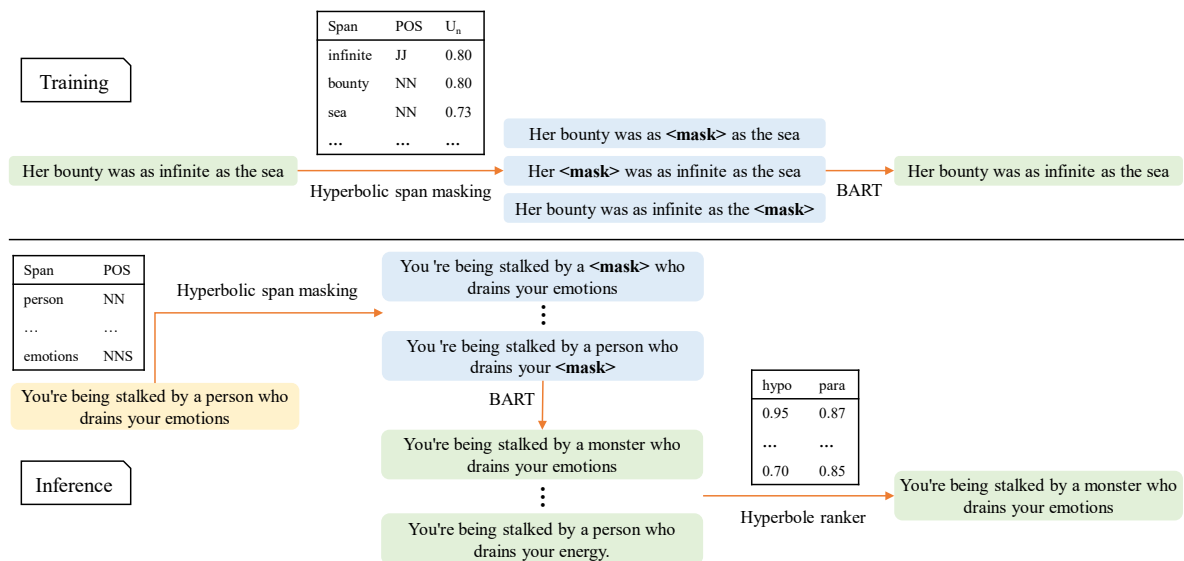 Span POS U_n
infinite JJ 0.80
bounty NN 0.80
sea NN 0.73
... ... ...
Training
Her bounty was as infinite as the sea
Hyperbolic span masking
Her bounty was as <mask> as the sea
Her <mask> was as infinite as the sea
Her bounty was as infinite as the <mask>
BART
Her bounty was as infinite as the sea
Span POS
person NN
... ...
emotions NNS
You're being stalked by a person who
drains your emotions
Hyperbolic span masking
You 're being stalked by a <mask> who
drains your emotions
You 're being stalked by a person who
drains your <mask>
BART
You're being stalked by a monster who
drains your emotions
You're being stalked by a person who
drains your energy.
hypo para
0.95 0.87
... ...
0.70 0.85
Hyperbole ranker
You're being stalked by a monster who
drains your emotions
Inference